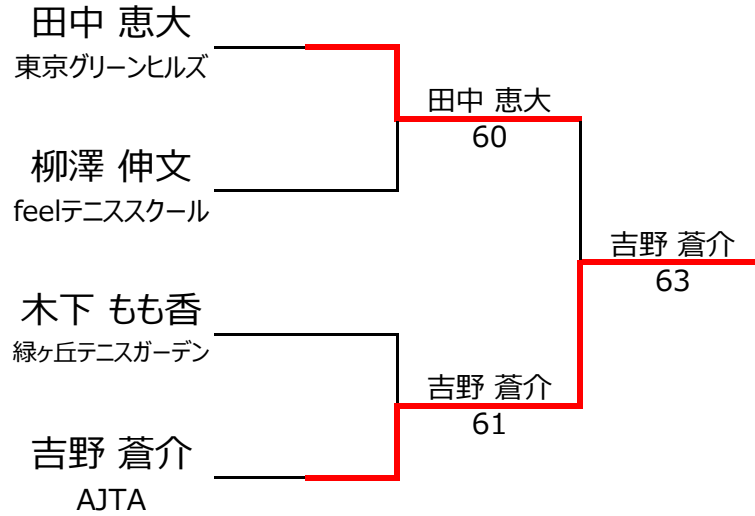 田中 恵大
東京グリーンヒルズ
田中 恵大
60
柳澤 伸文
feelテニススクール
吉野 蒼介
63
木下 もも香
緑ヶ丘テニスガーデン
吉野 蒼介
61
吉野 蒼介
AJTA